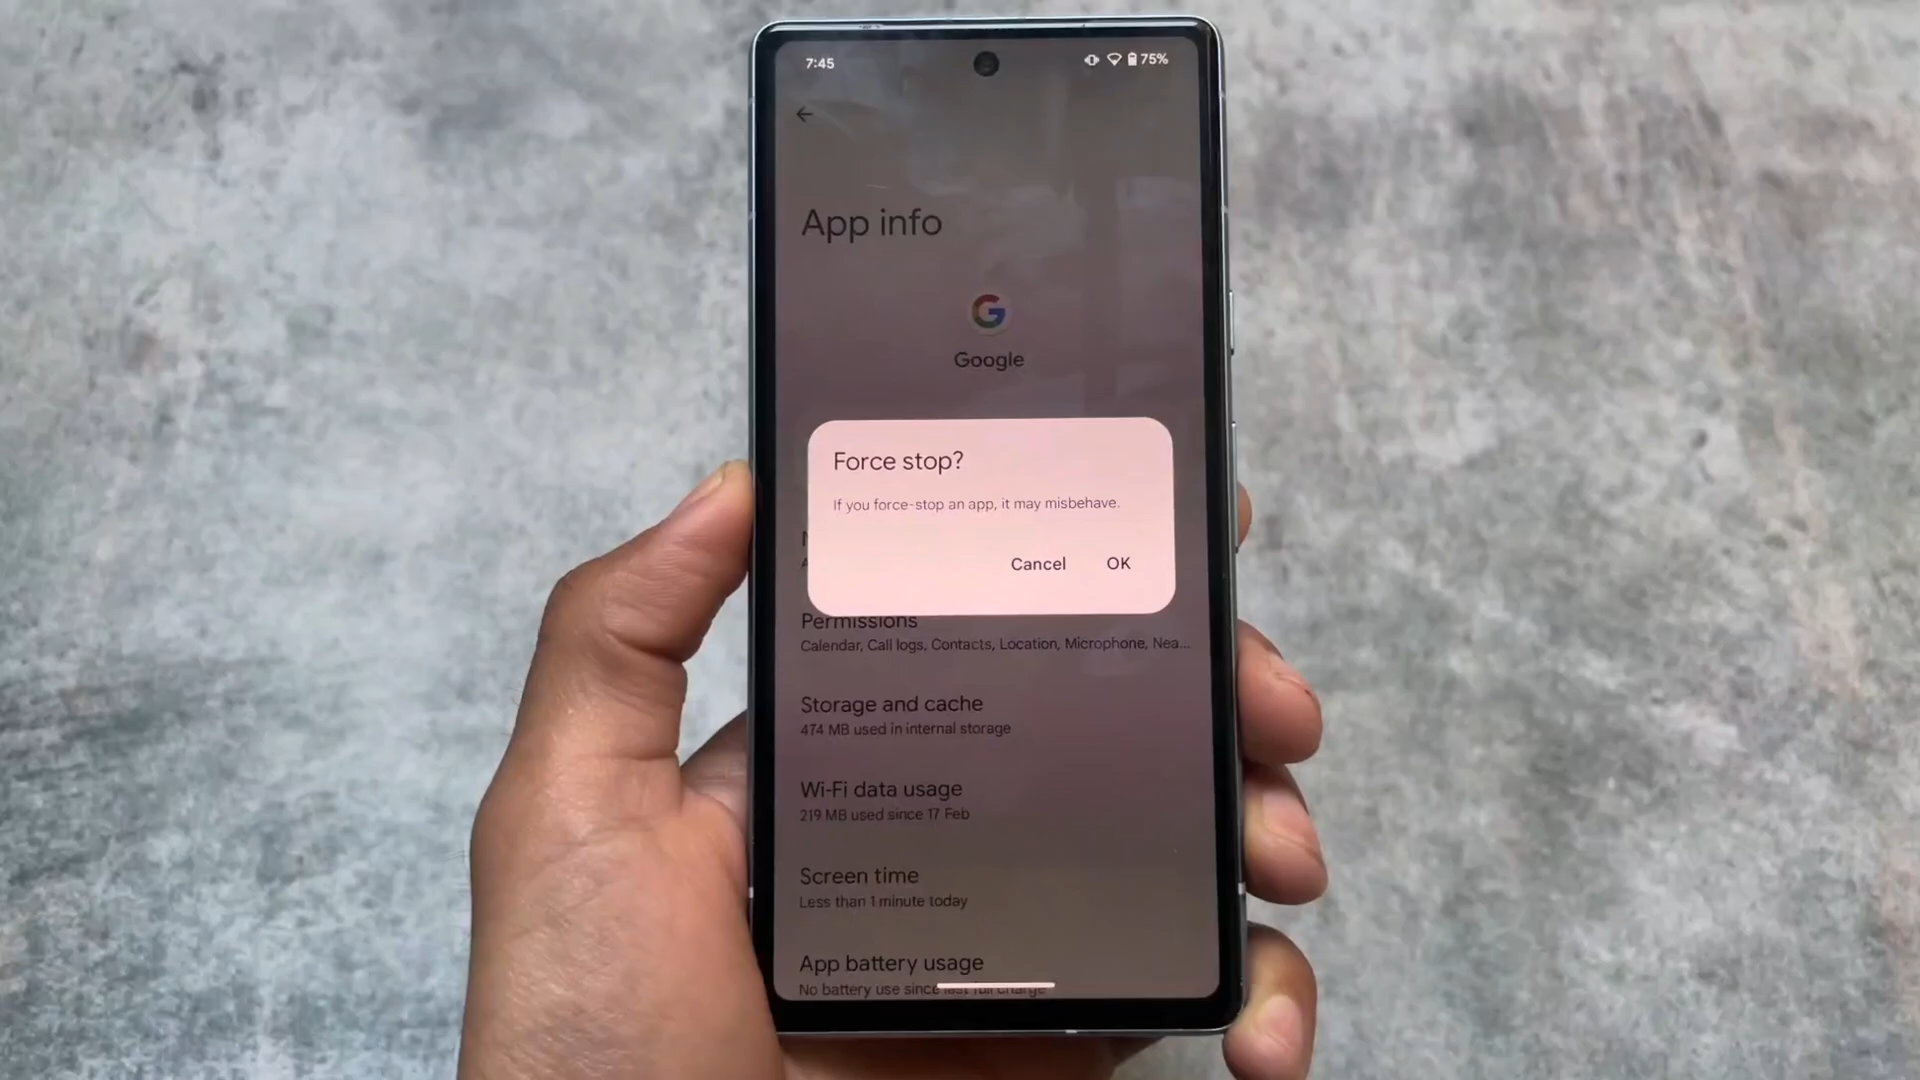 7:45
75%
App info
Google
Force stop?
If you force-stop an app, it may misbehave.
Cancel OK
Permissions
Calendar, Call logs, Contacts, Location, Microphone, Nea...
Storage and cache
474 MB used in internal storage
Wi-Fi data usage
219 MB used since 17 Feb
Screen time
Less than 1 minute today
App battery usage
No battery use since last full charge